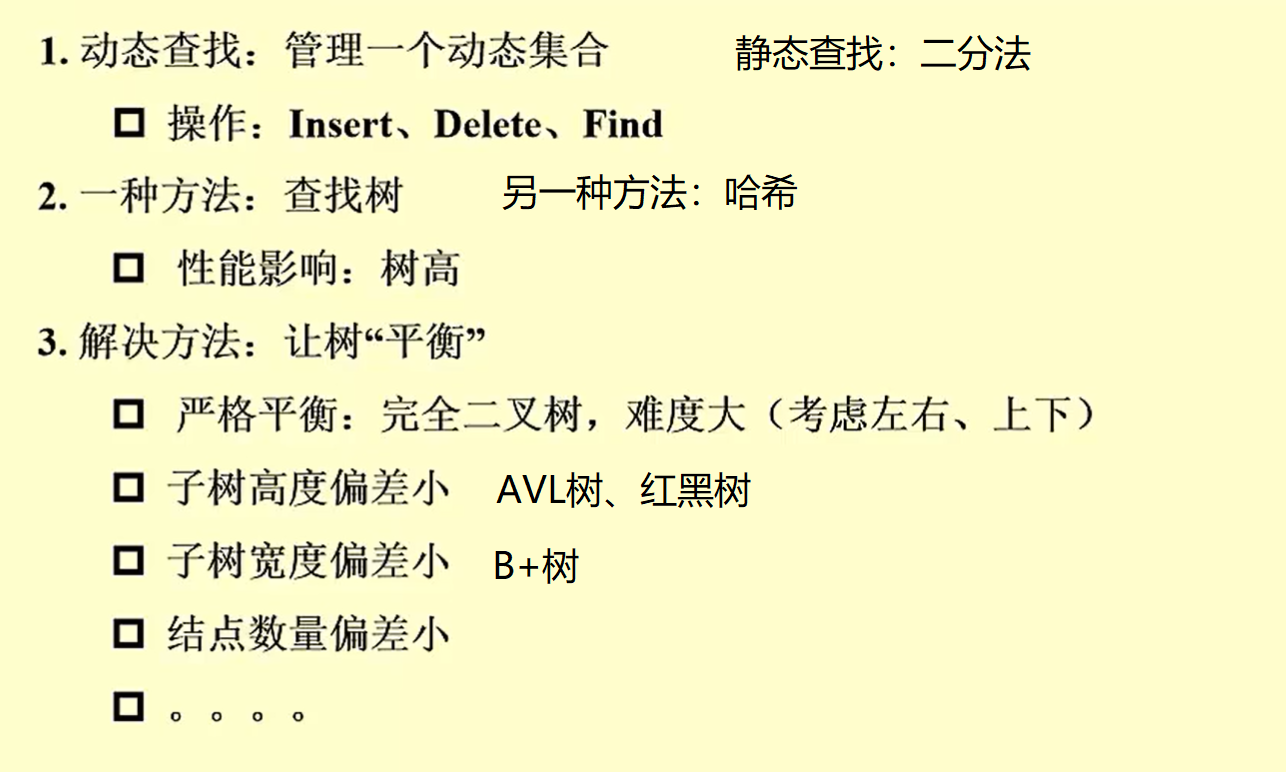 1. 动态查找：管理一个动态集合 静态查找：二分法
操作：Insert、Delete、Find
2. 一种方法：查找树 另一种方法：哈希
性能影响：树高
3. 解决方法：让树“平衡”
严格平衡：完全二叉树，难度大（考虑左右、上下）
子树高度偏差小 AVL树、红黑树
子树宽度偏差小 B+树
结点数量偏差小
。。。。